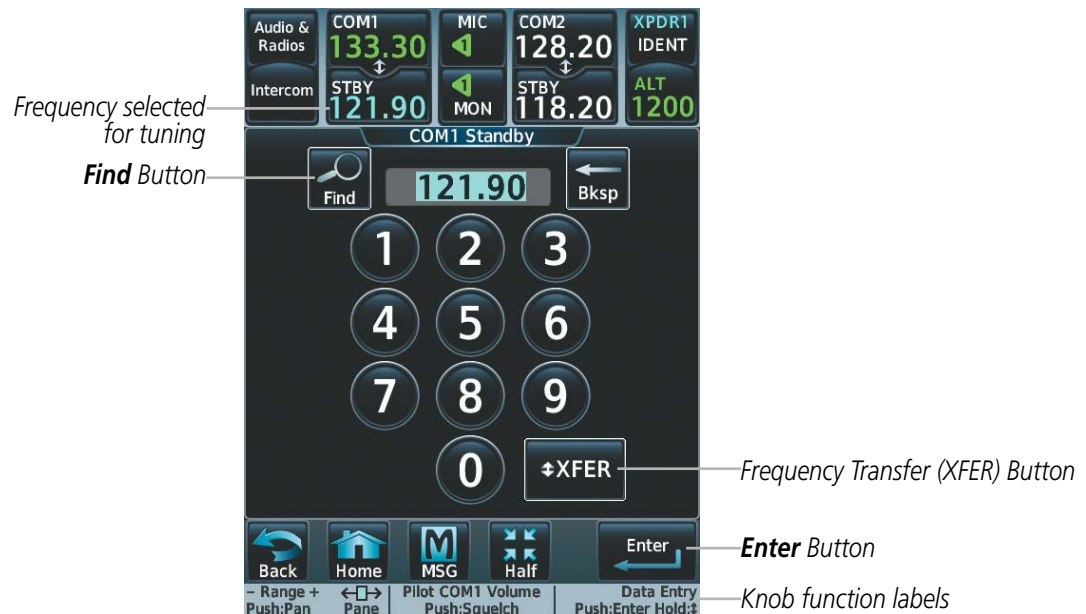 Audio & Radios
COM1
133.30
MIC
1
COM2
128.20
XPDR1
IDENT
Intercom
STBY
121.90
1
MON
STBY
118.20
ALT
1200
Frequency selected
for tuning
COM1 Standby
Find Button
Find
121.90
Bksp
1 2 3
4 5 6
7 8 9
0
XFER
Frequency Transfer (XFER) Button
Back
Home
M
MSG
Half
Enter
Enter Button
– Range +
Push:Pan
Pane
Pilot COM1 Volume
Push:Squelch
Data Entry
Push:Enter Hold:↕
Knob function labels